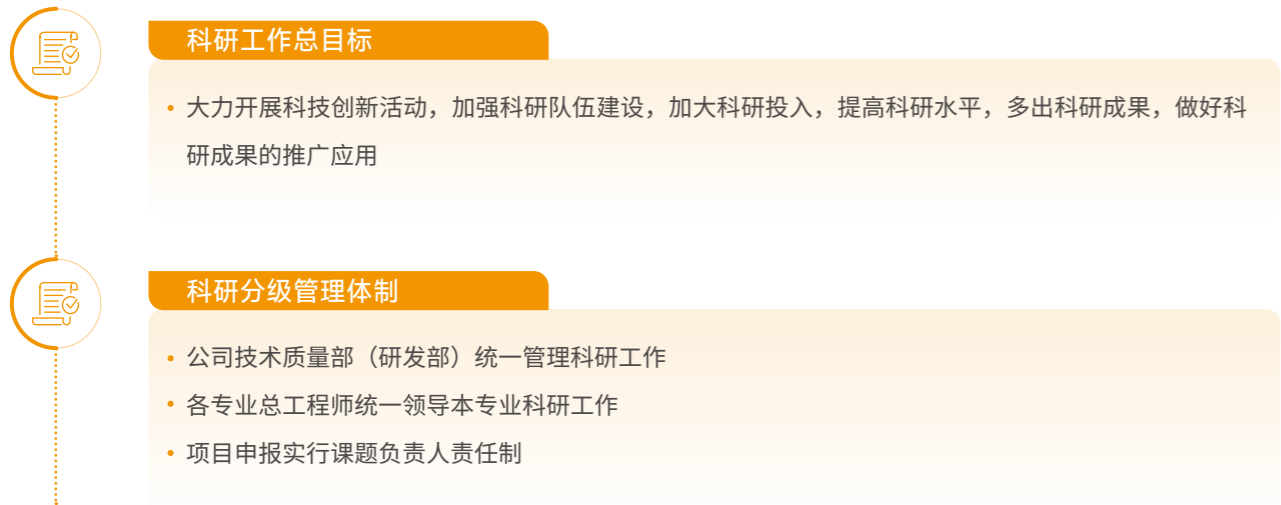 科研工作总目标
• 大力开展科技创新活动，加强科研队伍建设，加大科研投入，提高科研水平，多出科研成果，做好科
研成果的推广应用
科研分级管理体制
• 公司技术质量部（研发部）统一管理科研工作
• 各专业总工程师统一领导本专业科研工作
• 项目申报实行课题负责人责任制